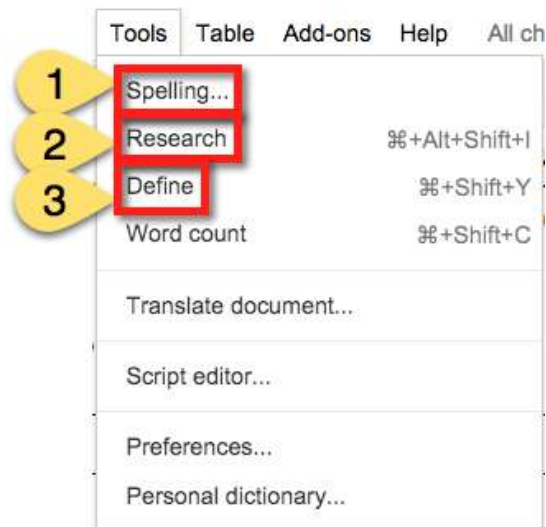 Tools Table Add-ons Help All ch
1 Spelling...
2 Research ⌘+Alt+Shift+I
3 Define ⌘+Shift+Y
Word count ⌘+Shift+C
Translate document...
Script editor...
Preferences...
Personal dictionary...